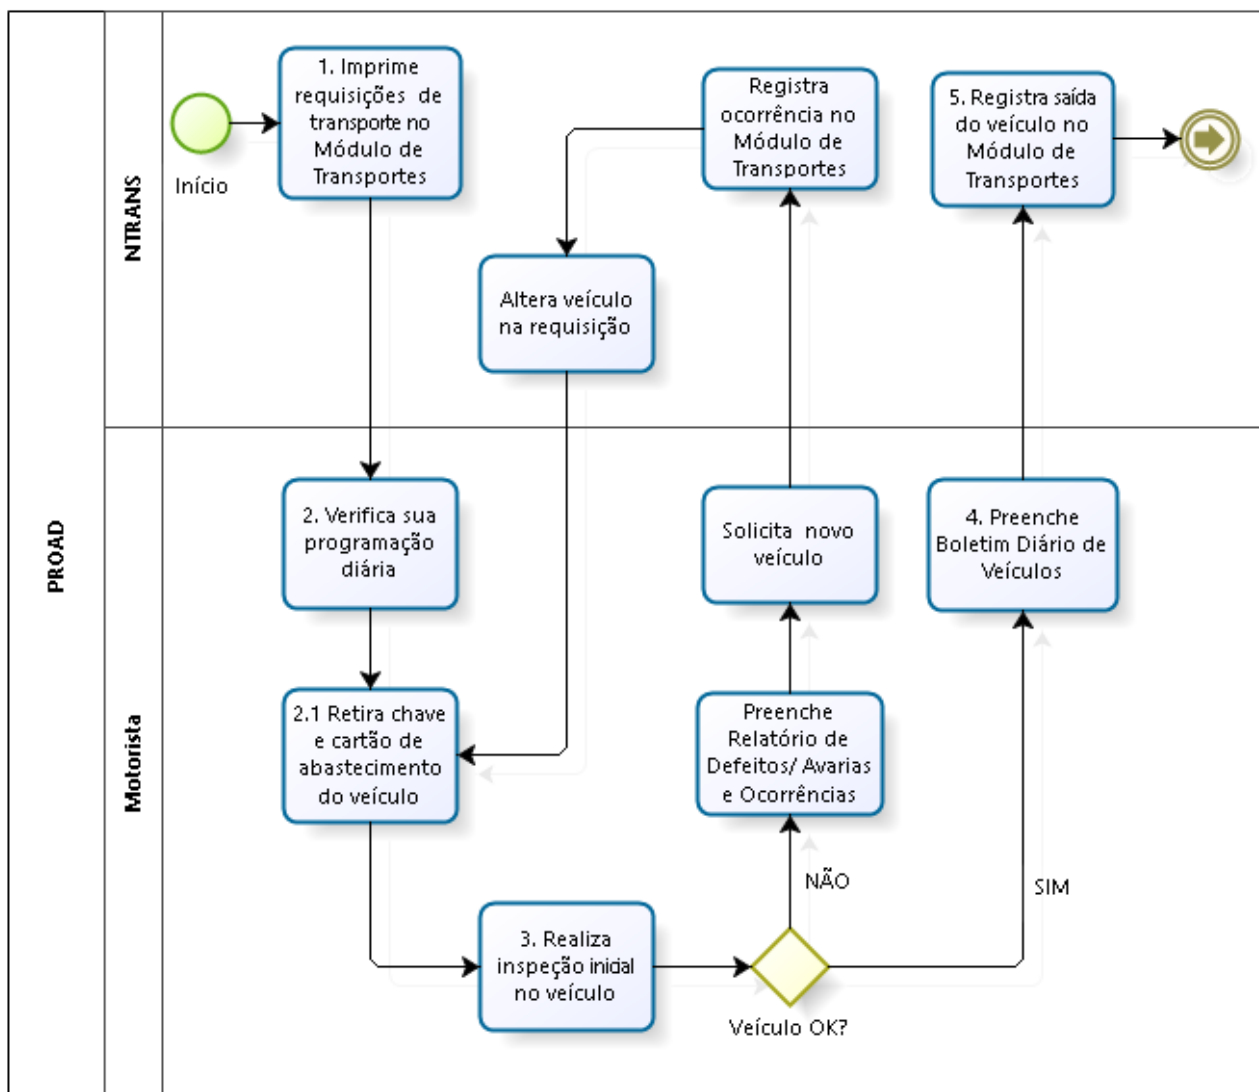 PROAD
NTRANS
Início
1. Imprime
requisições de
transporte no
Módulo de
Transportes
Registra
ocorrência no
Módulo de
Transportes
5. Registra saída
do veículo no
Módulo de
Transportes
Altera veículo
na requisição
Motorista
2. Verifica sua
programação
diária
Solicita novo
veículo
4. Preenche
Boletim Diário de
Veículos
2.1 Retira chave
e cartão de
abastecimento
do veículo
Preenche
Relatório de
Defeitos/ Avarias
e Ocorrências
NÃO
SIM
3. Realiza
inspeção inicial
no veículo
Veículo OK?